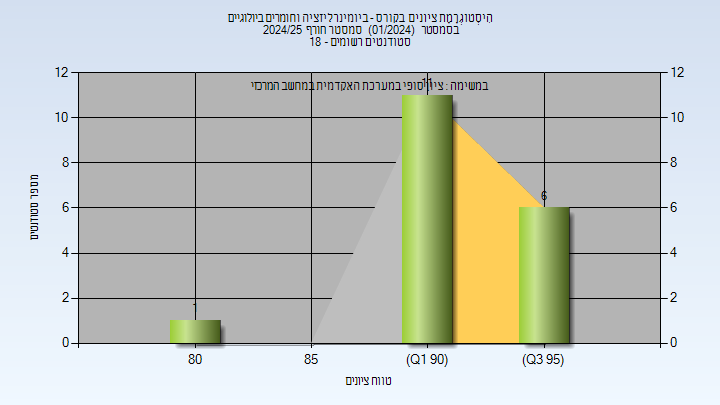 היסטוגרמת ציונים בקורס - ביומינרליזציה וחומרים ביולוגיים
בסמסטר (01/2024) סמסטר חורף 2024/25
סטודנטים רשומים - 18
במשימה : ציון סופי במערכת האקדמית במחשב המרכזי
מספר סטודנטים
12 12
10 10
8 8
6 6
4 4
2 2
0 0
1
11
6
80 85 (Q1 90) (Q3 95)
טווח ציונים